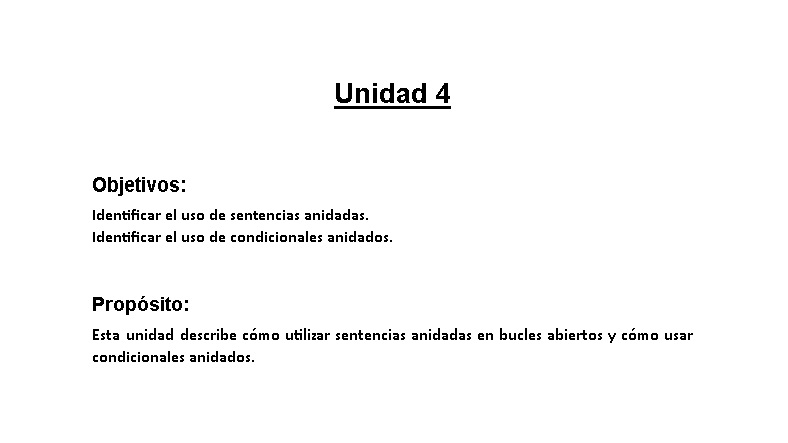 Unidad 4
Objetivos:
Identificar el uso de sentencias anidadas.
Identificar el uso de condicionales anidados.
Propósito:
Esta unidad describe cómo utilizar sentencias anidadas en bucles abiertos y cómo usar
condicionales anidados.